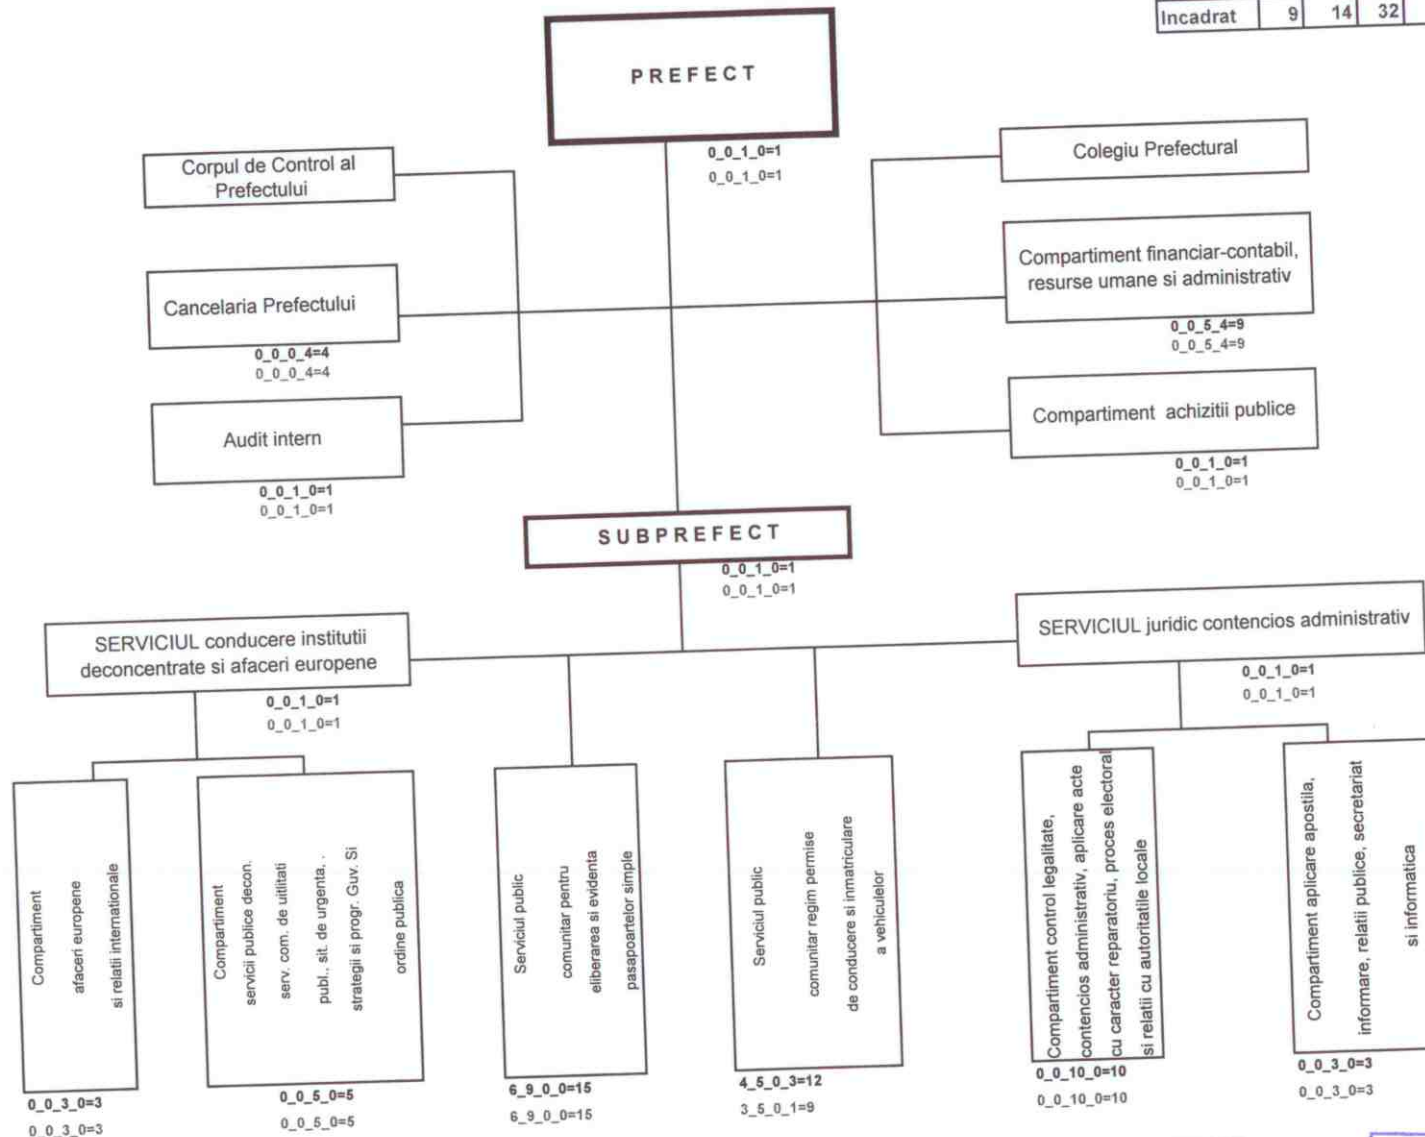 Incadrat 9 14 32
PREFECT
0_0_1_0=1
0_0_1_0=1
Corpul de Control al
Prefectului
Colegiu Prefectural
Cancelaria Prefectului
0_0_0_4=4
0_0_0_4=4
Compartiment financiar-contabil,
resurse umane si administrativ
0_0_5_4=9
0_0_5_4=9
Audit intern
0_0_1_0=1
0_0_1_0=1
Compartiment achizitii publice
0_0_1_0=1
0_0_1_0=1
SUBPREFECT
0_0_1_0=1
0_0_1_0=1
SERVICIUL conducere institutii
deconcentrate si afaceri europene
0_0_1_0=1
0_0_1_0=1
SERVICIUL juridic contencios administrativ
0_0_1_0=1
0_0_1_0=1
Compartiment
afaceri europene
si relatii internationale
0_0_3_0=3
0_0_3_0=3
Compartiment
servicii publice decon.
serv. com. de uitlitati
publ., sit. de urgenta, .
strategii si progr. Guv. Si
ordine publica
0_0_5_0=5
0_0_5_0=5
Serviciul public
comunitar pentru
eliberarea si evidenta
pasapoartelor simple
6_9_0_0=15
6_9_0_0=15
Serviciul public
comunitar regim permise
de conducere si inmatriculare
a vehiculelor
4_5_0_3=12
3_5_0_1=9
Compartiment control legalitate,
contencios administrativ, aplicare acte
cu caracter reparatoriu, proces electoral
si relatii cu autoritatile locale
0_0_10_0=10
0_0_10_0=10
Compartiment aplicare apostila,
informare, relatii publice, secretariat
si informatica
0_0_3_0=3
0_0_3_0=3